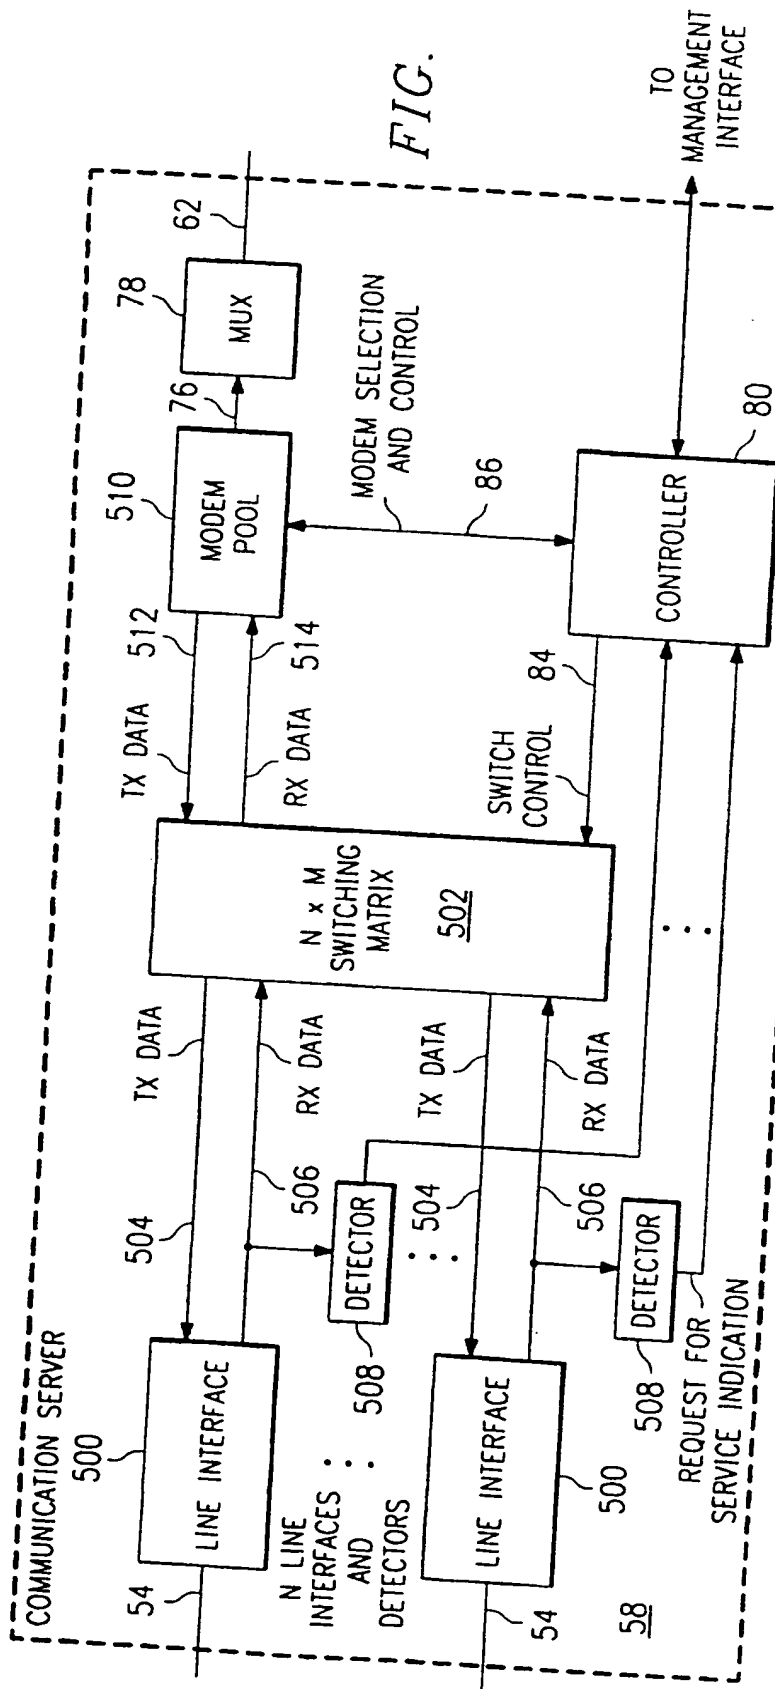 COMMUNICATION SERVER
500
LINE INTERFACE
54
504
TX DATA
506
RX DATA
N x M
SWITCHING
MATRIX
502
TX DATA
512
RX DATA
514
510
MODEM
POOL
76
78
MUX
62
FIG.
N LINE
INTERFACES
AND
DETECTORS
DETECTOR
508
MODEM SELECTION
AND CONTROL
86
LINE INTERFACE
500
54
504
TX DATA
506
RX DATA
SWITCH
CONTROL
84
CONTROLLER
80
TO
MANAGEMENT
INTERFACE
DETECTOR
508
REQUEST FOR
SERVICE INDICATION
58